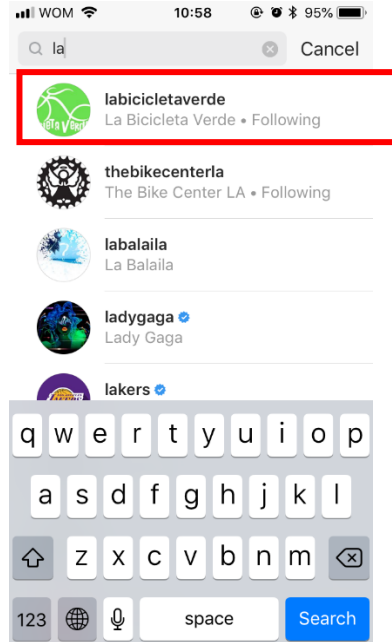 WOM 10:58 95%
la Cancel
labicicletaverde
La Bicicleta Verde • Following
thebikecenterla
The Bike Center LA • Following
labalaila
La Balaila
ladygaga
Lady Gaga
lakers
q w e r t y u i o p
a s d f g h j k l
z x c v b n m
123 space Search